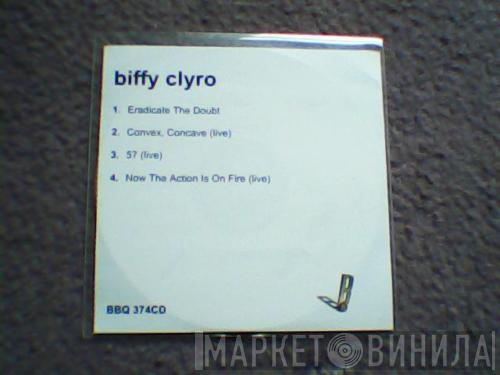 biffy clyro
1. Eradicate The Doubt
2. Convex, Concave (live)
3. 57 (live)
4. Now The Action Is On Fire (live)
BBQ 374CD
МАРКЕТ ВИНИЛА